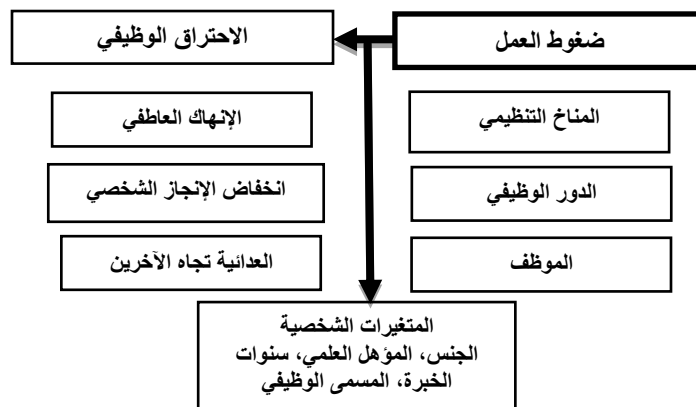 ضغوط العمل
الاحتراق الوظيفي
المناخ التنظيمي
الإنهاك العاطفي
الدور الوظيفي
انخفاض الإنجاز الشخصي
الموظف
العدائية تجاه الآخرين
المتغيرات الشخصية
الجنس، المؤهل العلمي، سنوات
الخبرة، المسمى الوظيفي